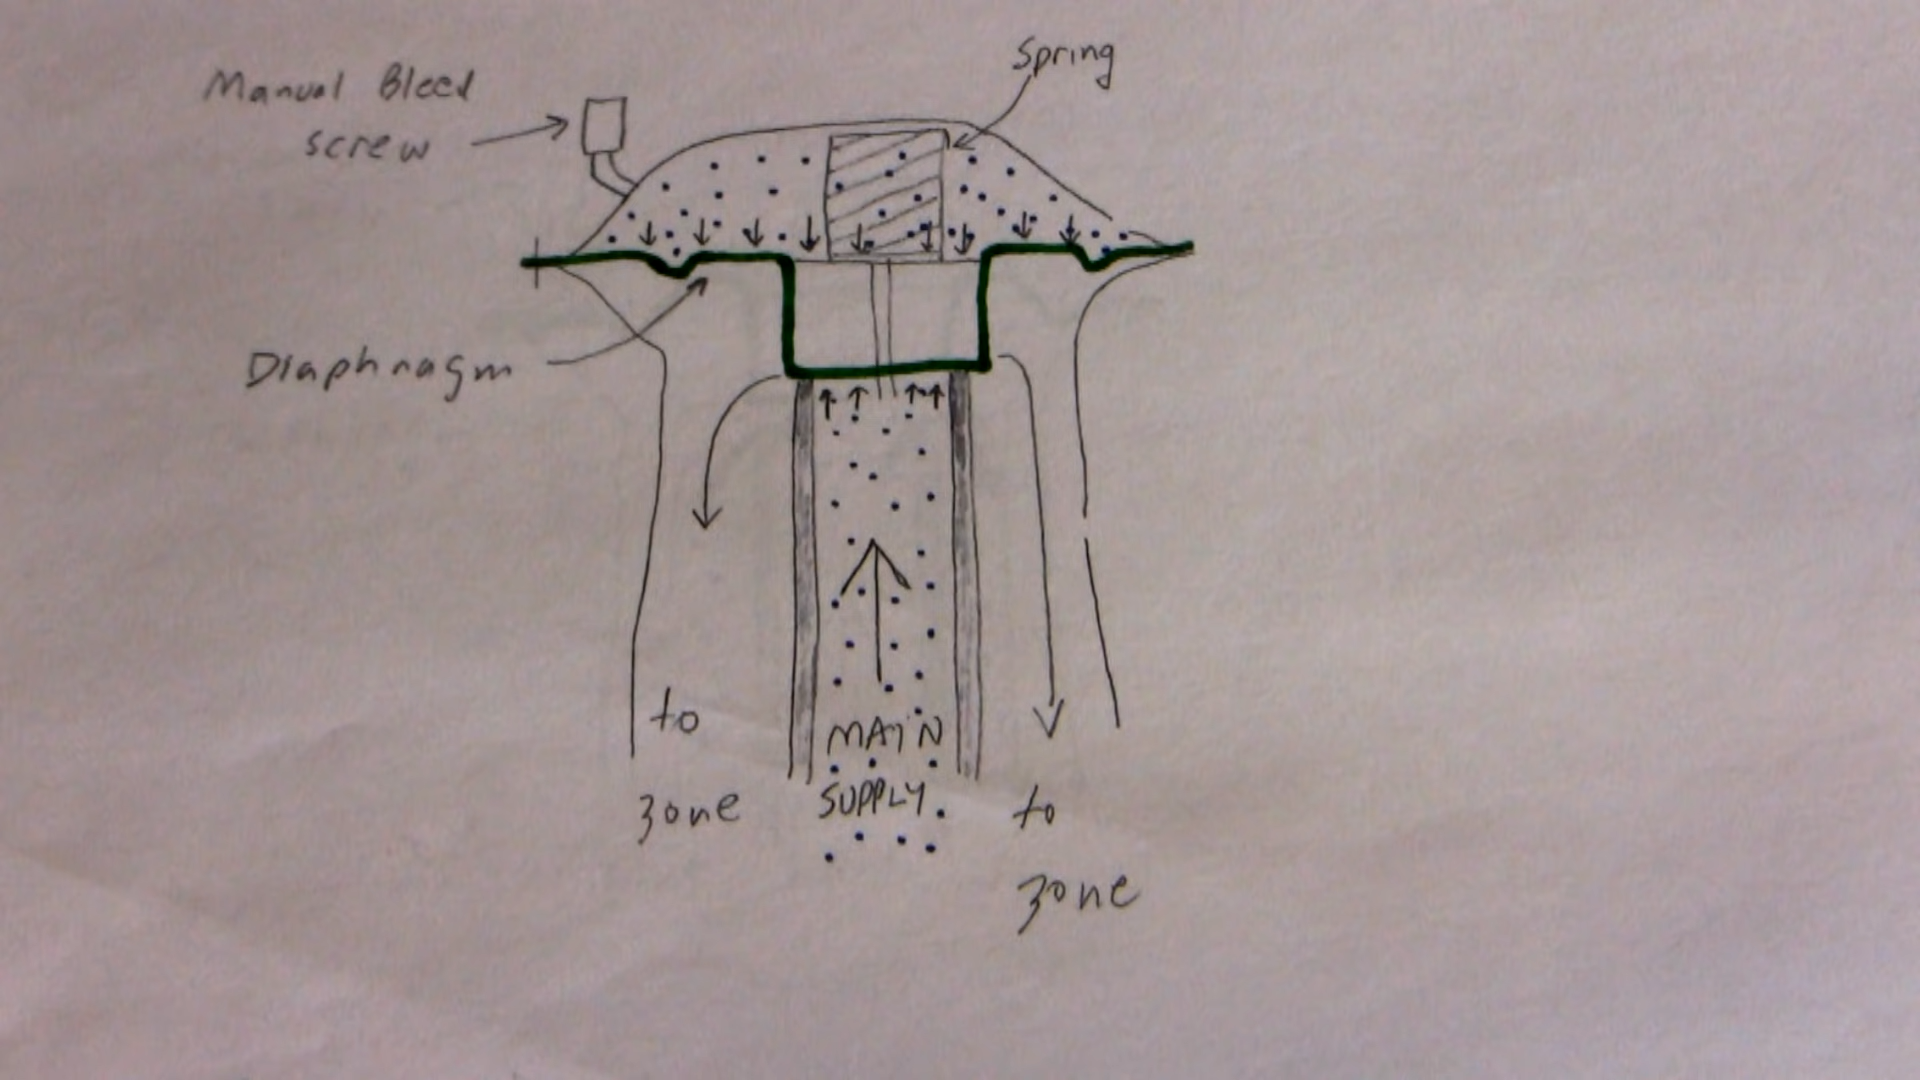 Spring
Manual Bleed
screw
Diaphragm
to
zone
MAIN
SUPPLY
to
zone